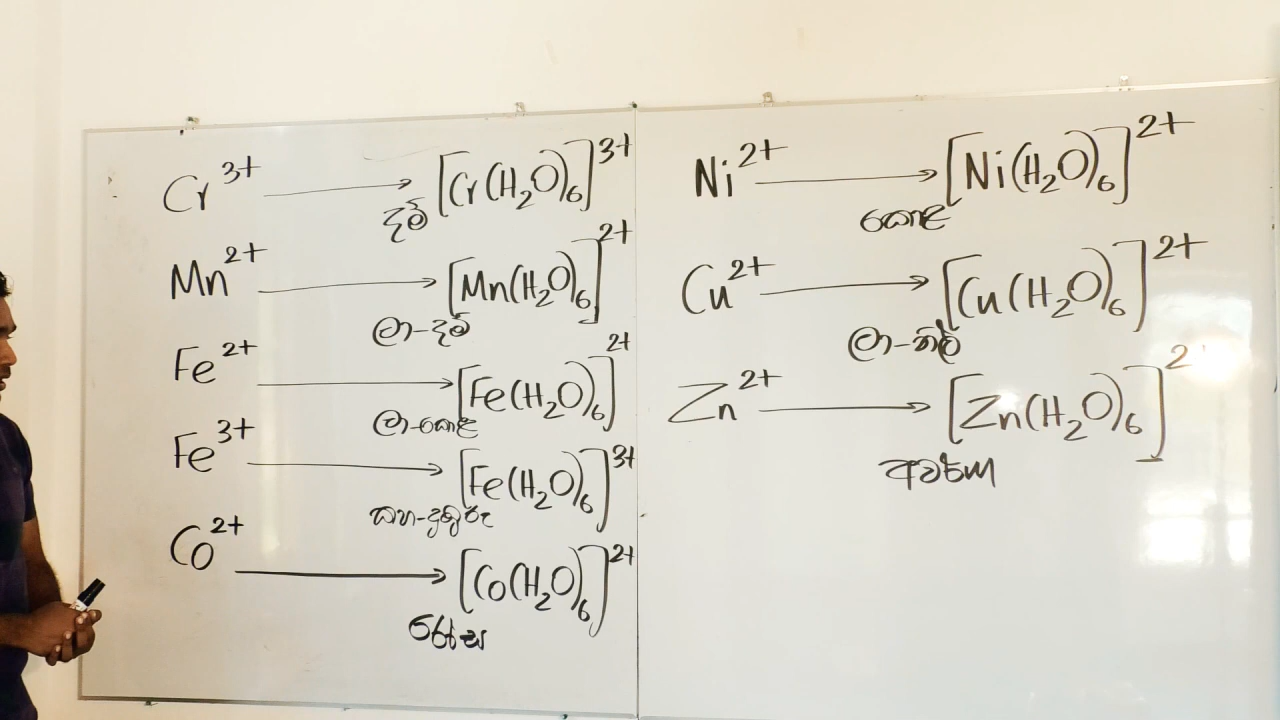 Cr³⁺ → [Cr(H₂O)₆]³⁺
දම්
Mn²⁺ → [Mn(H₂O)₆]²⁺
ලා-දම්
Fe²⁺ → [Fe(H₂O)₆]²⁺
ලා-කොළ
Fe³⁺ → [Fe(H₂O)₆]³⁺
කහ-දුඹුරු
Co²⁺ → [Co(H₂O)₆]²⁺
රෝස
Ni²⁺ → [Ni(H₂O)₆]²⁺
කොළ
Cu²⁺ → [Cu(H₂O)₆]²⁺
ලා-නිල්
Zn²⁺ → [Zn(H₂O)₆]²⁺
අවර්ණ